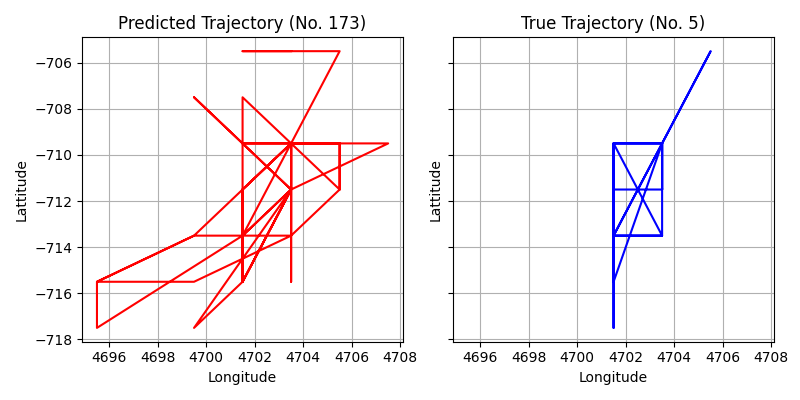 Predicted Trajectory (No. 173)
Lattitude
−706
−708
−710
−712
−714
−716
−718
4696 4698 4700 4702 4704 4706 4708
Longitude
True Trajectory (No. 5)
Lattitude
4696 4698 4700 4702 4704 4706 4708
Longitude